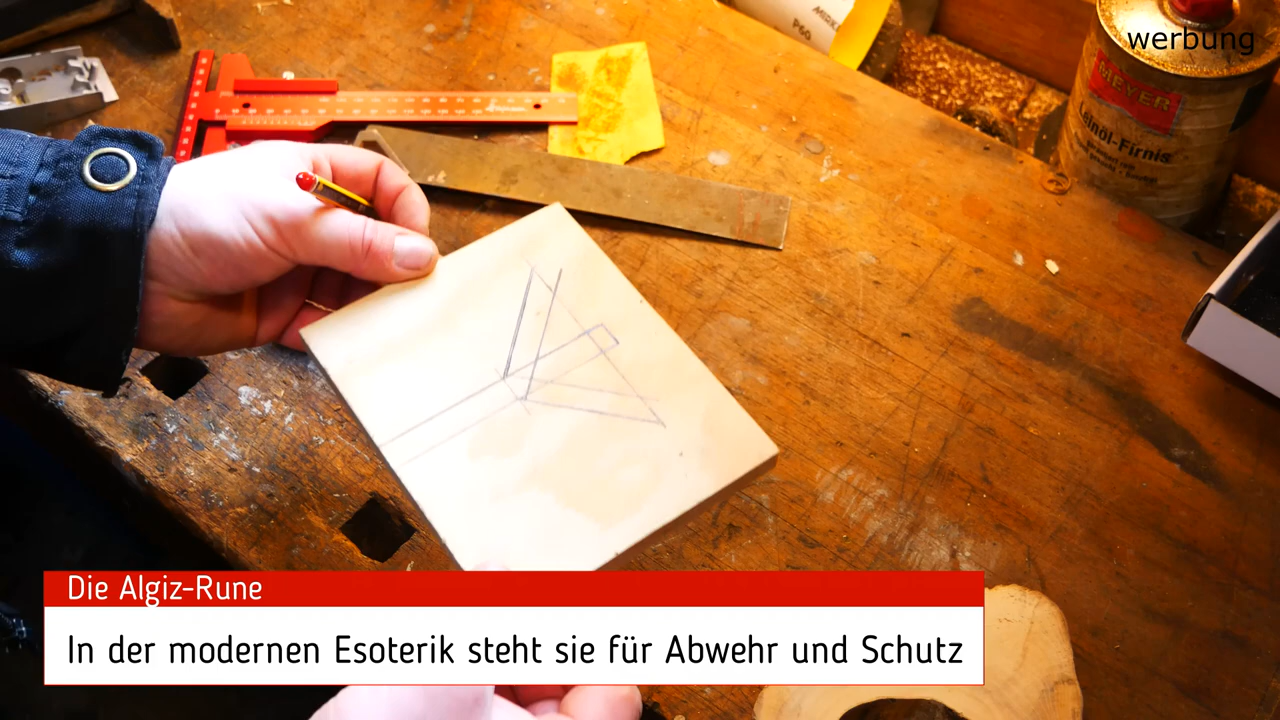 werbung
P60
MEYER
Leinöl-Firnis
Die Algiz-Rune
In der modernen Esoterik steht sie für Abwehr und Schutz